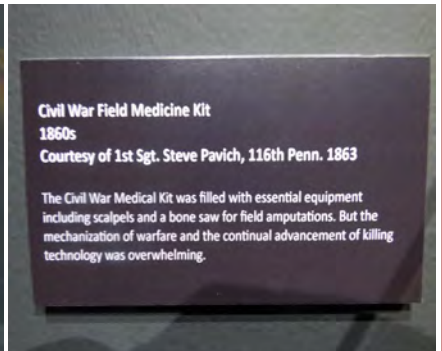 Civil War Field Medicine Kit
1860s
Courtesy of 1st Sgt. Steve Pavich, 116th Penn. 1863
The Civil War Medical Kit was filled with essential equipment
including scalpels and a bone saw for field amputations. But the
mechanization of warfare and the continual advancement of killing
technology was overwhelming.